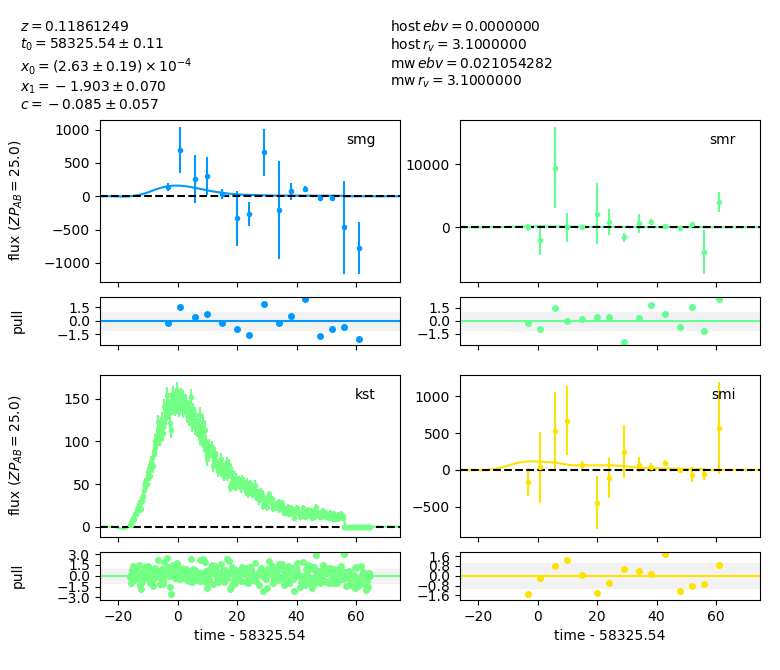 z = 0.11861249
t₀ = 58325.54 ± 0.11
x₀ = (2.63 ± 0.19) × 10⁻⁴
x₁ = −1.903 ± 0.070
c = −0.085 ± 0.057
host ebv = 0.0000000
host r_v = 3.1000000
mw ebv = 0.021054282
mw r_v = 3.1000000
flux (ZP_AB = 25.0)
1000
500
0
−500
−1000
smg
10000
0
smr
pull
1.5
0.0
−1.5
1.5
0.0
−1.5
flux (ZP_AB = 25.0)
150
100
50
0
kst
1000
500
0
−500
smi
pull
3.0
1.5
0.0
−1.5
−3.0
1.6
0.8
0.0
−0.8
−1.6
−20 0 20 40 60
−20 0 20 40 60
time - 58325.54
time - 58325.54